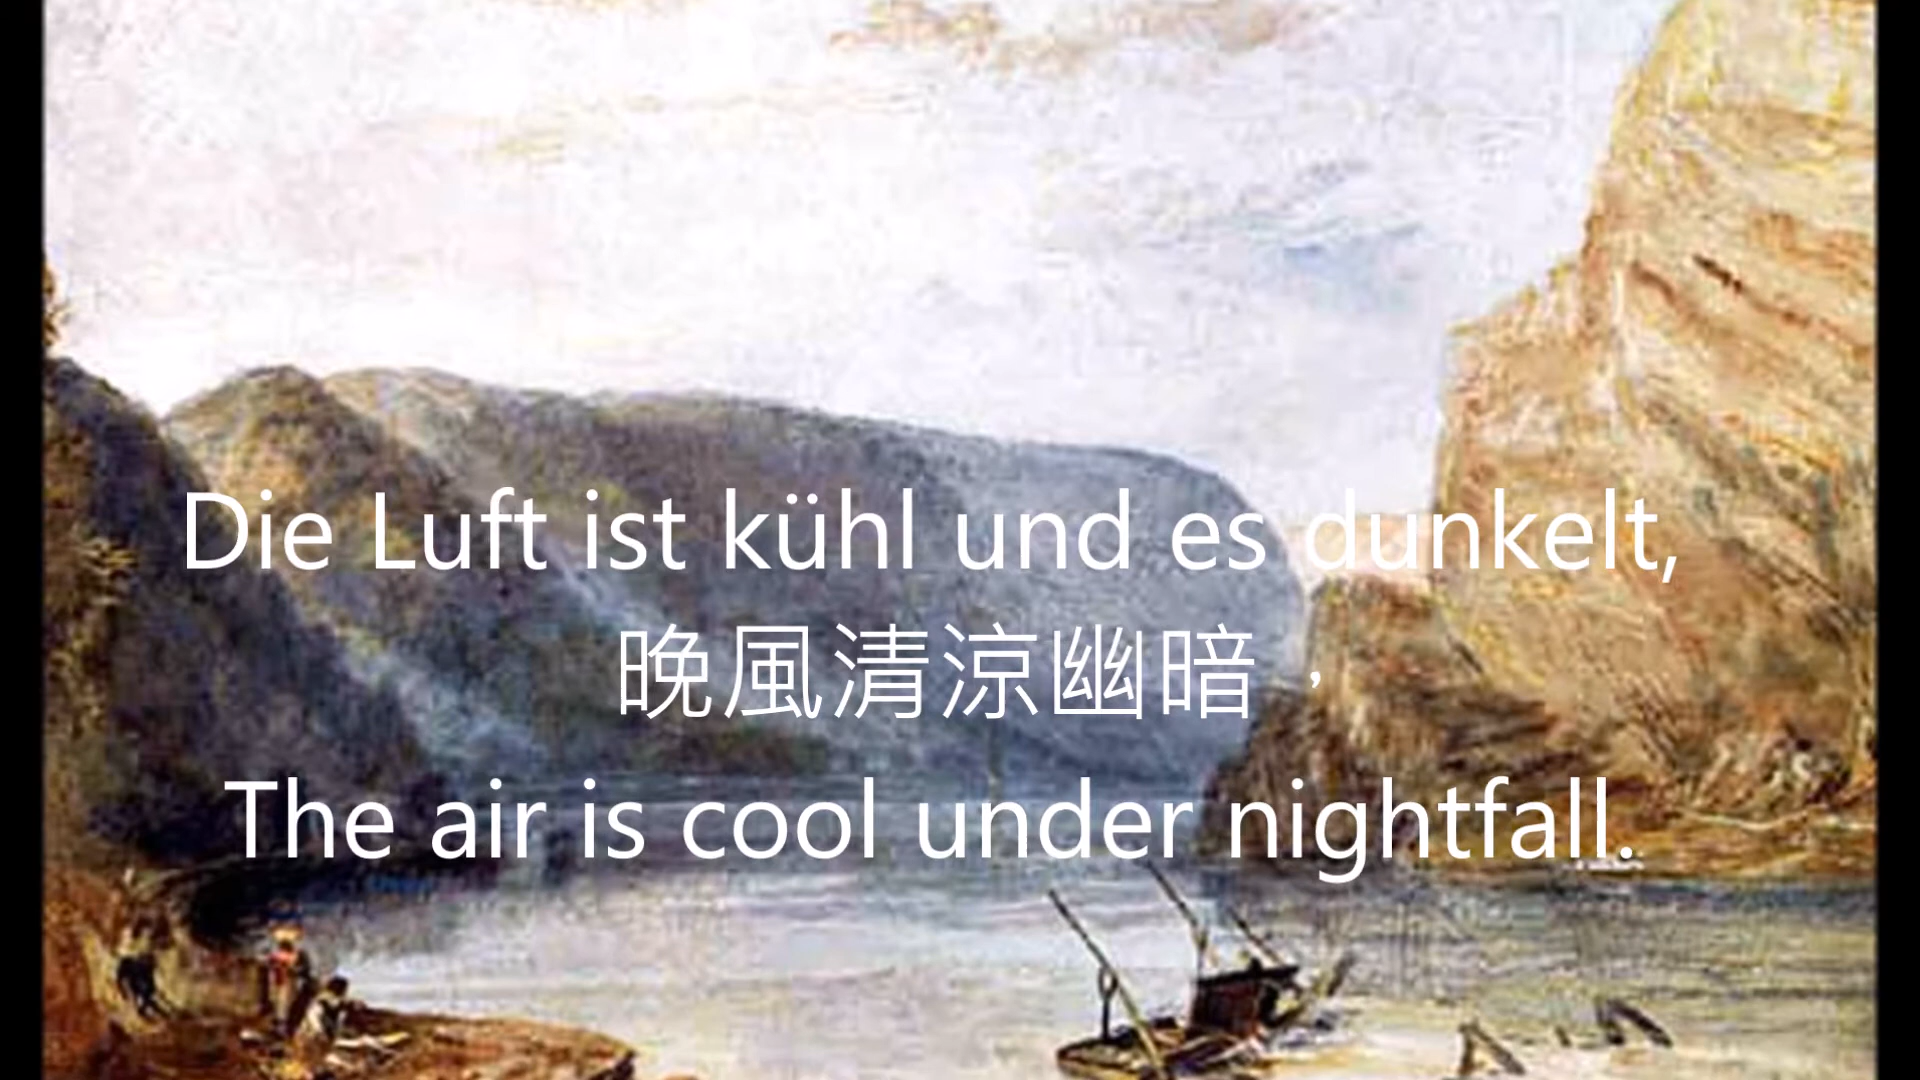 Die Luft ist kühl und es dunkelt,
晚風清涼幽暗，
The air is cool under nightfall.